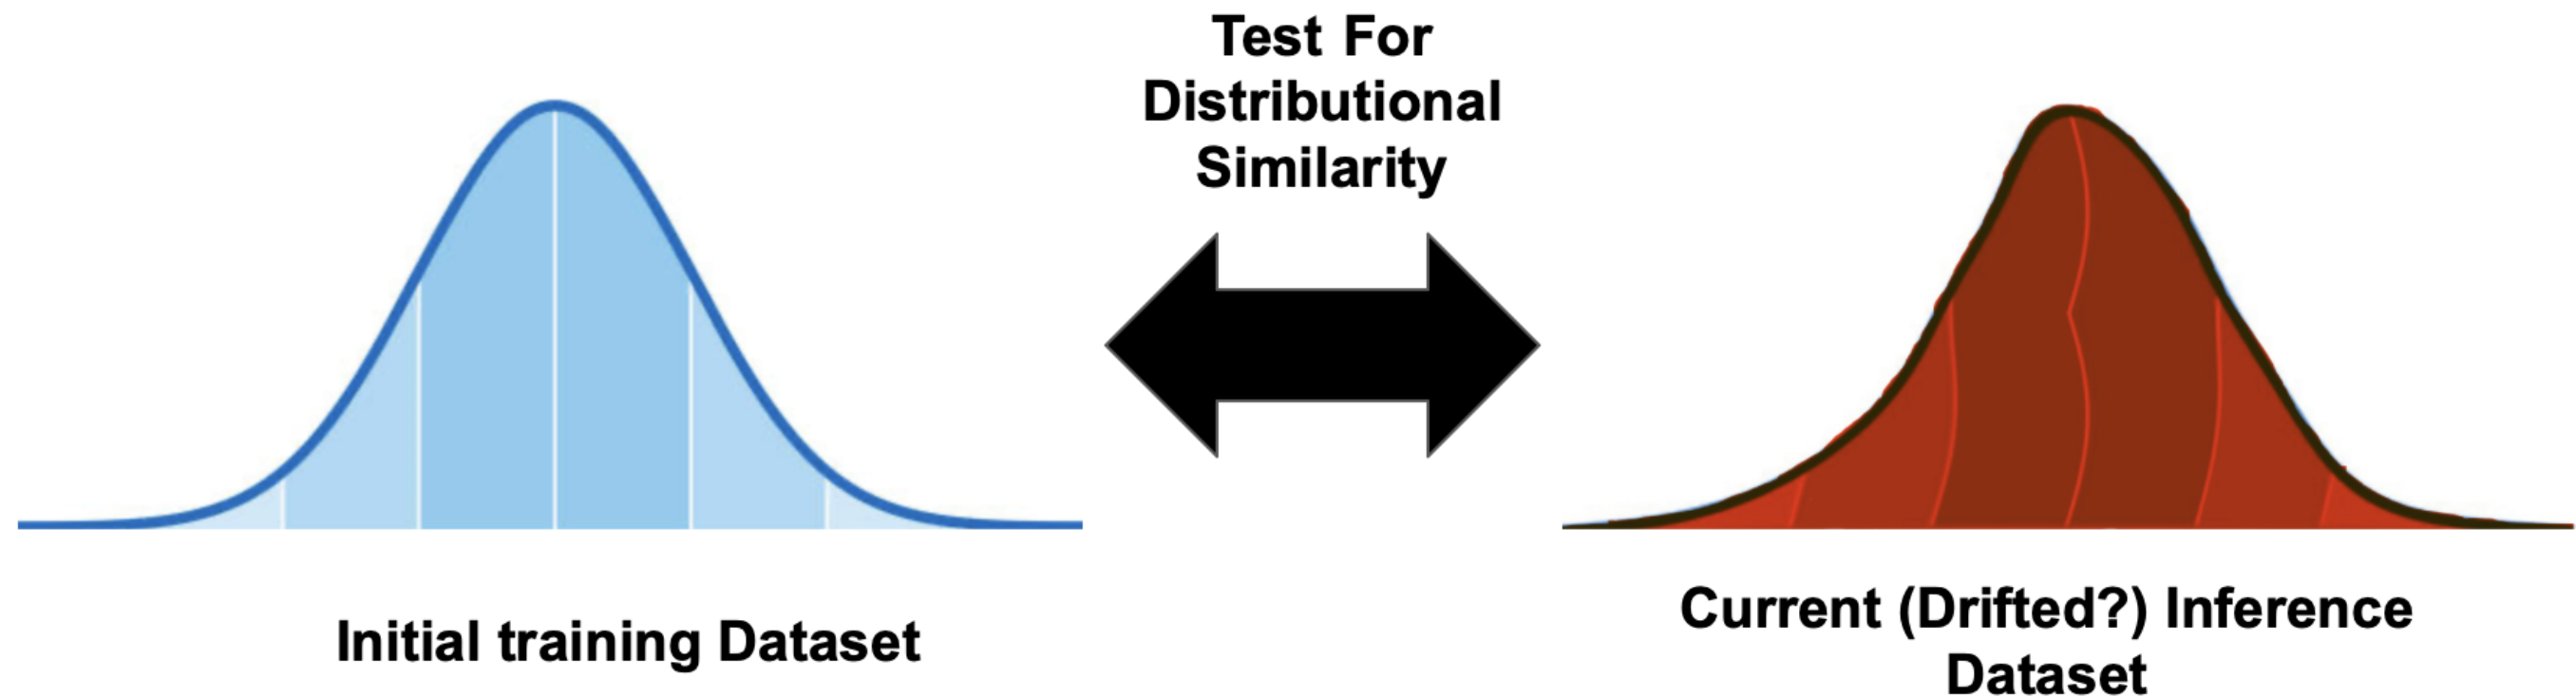 Test For
Distributional
Similarity
Initial training Dataset
Current (Drifted?) Inference
Dataset